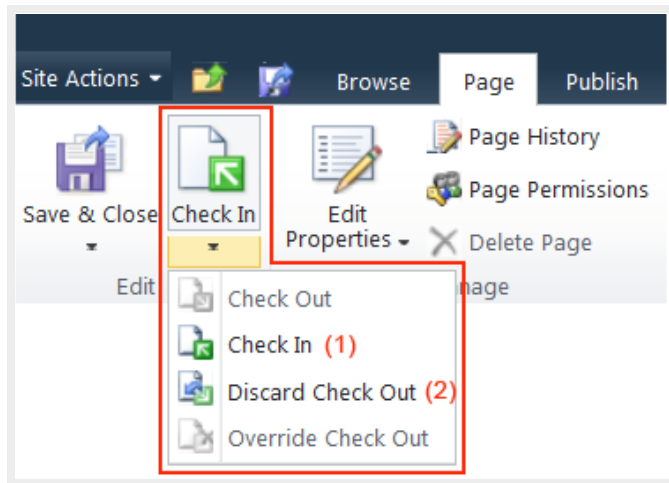 Site Actions Browse Page Publish
Save & Close
Check In
Edit
Properties
Page History
Page Permissions
Delete Page
Edit
nage
Check Out
Check In (1)
Discard Check Out (2)
Override Check Out